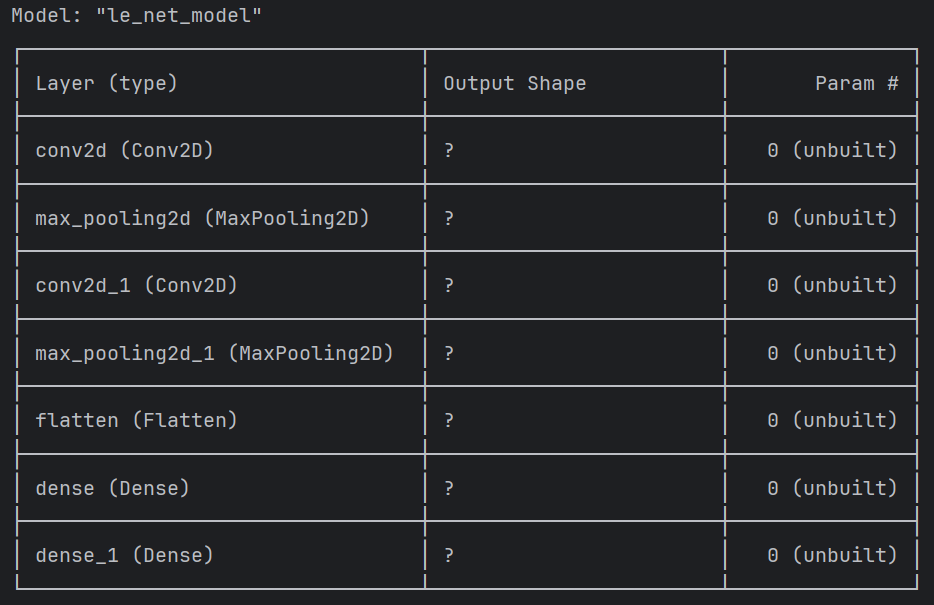 Model: "le_net_model"
Layer (type) Output Shape Param #
conv2d (Conv2D) ? 0 (unbuilt)
max_pooling2d (MaxPooling2D) ? 0 (unbuilt)
conv2d_1 (Conv2D) ? 0 (unbuilt)
max_pooling2d_1 (MaxPooling2D) ? 0 (unbuilt)
flatten (Flatten) ? 0 (unbuilt)
dense (Dense) ? 0 (unbuilt)
dense_1 (Dense) ? 0 (unbuilt)